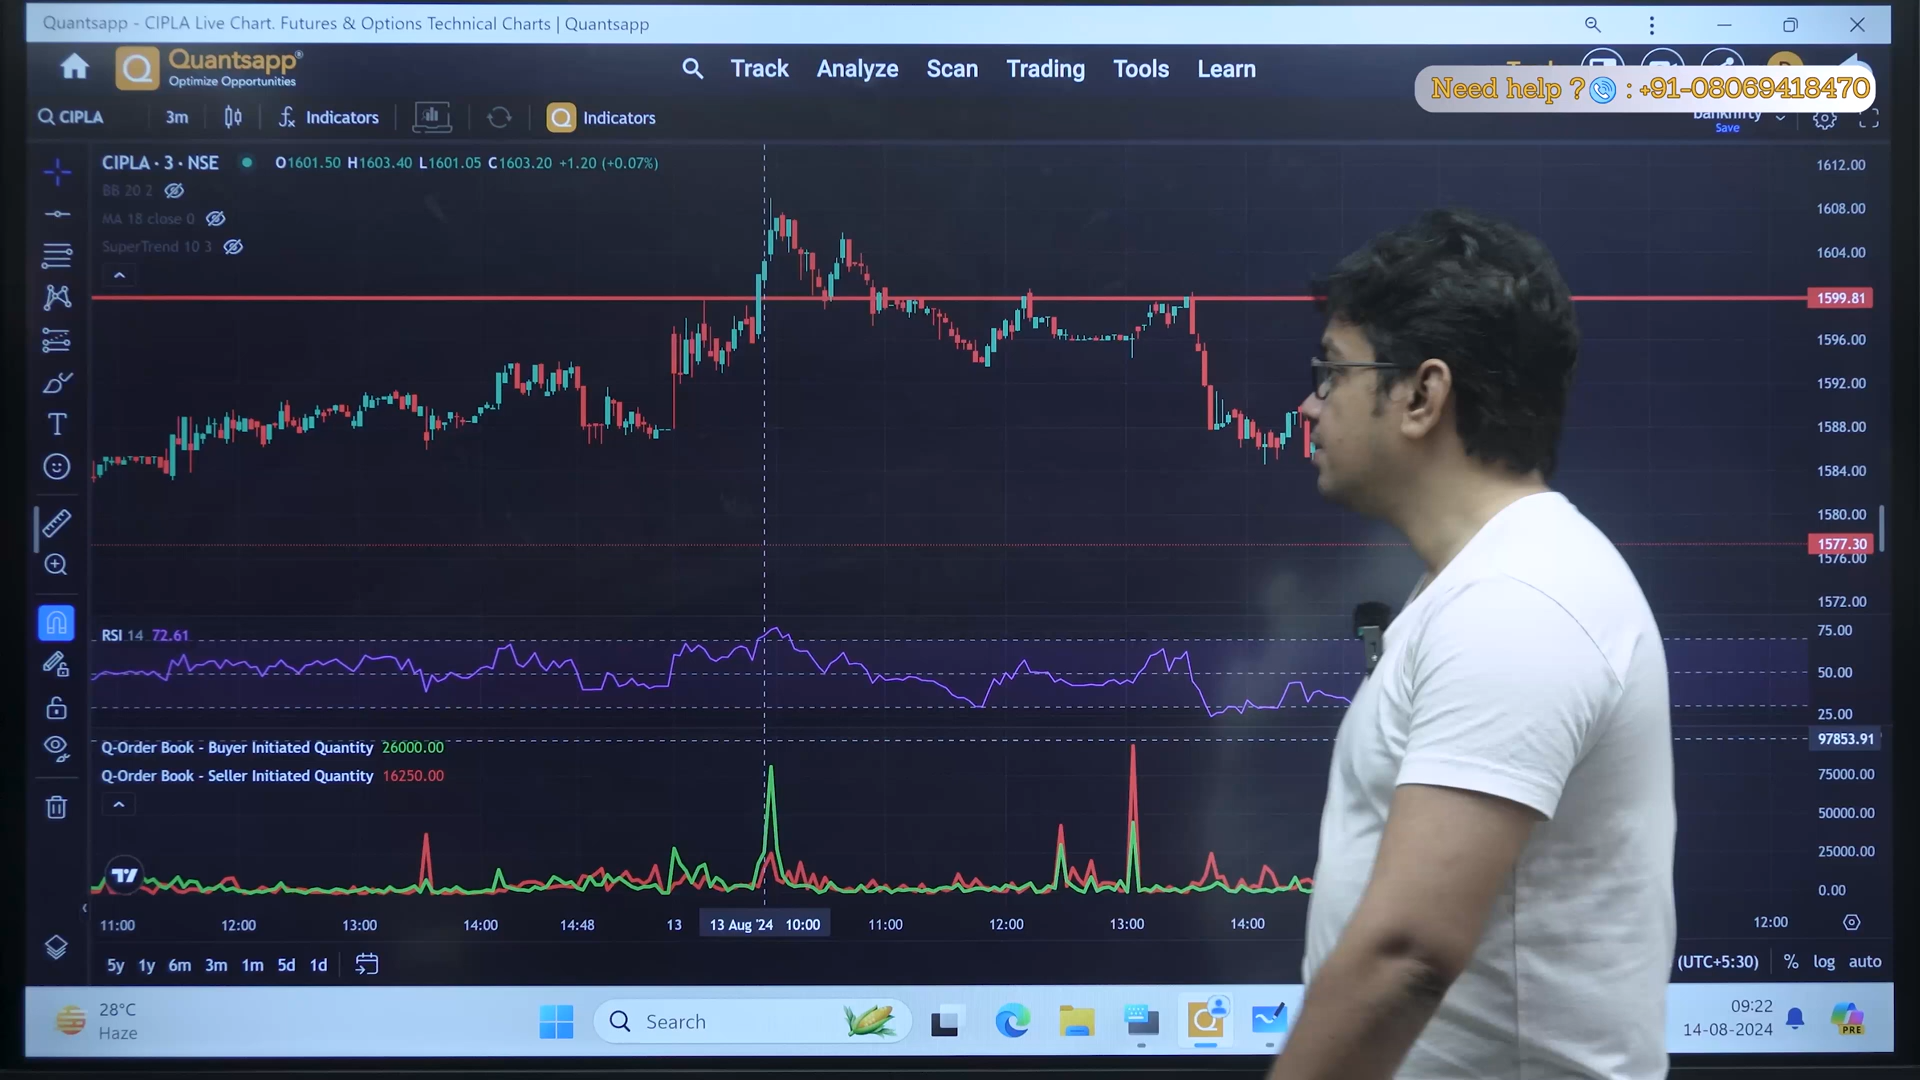 Quantsapp - CIPLA Live Chart. Futures & Options Technical Charts | Quantsapp
Quantsapp®
Optimize Opportunities
Track Analyze Scan Trading Tools Learn
Need help ? : +91-08069418470
CIPLA 3m Indicators Indicators
Save
CIPLA · 3 · NSE O1601.50 H1603.40 L1601.05 C1603.20 +1.20 (+0.07%)
BB 20 2
MA 18 close 0
SuperTrend 10 3
1612.00
1608.00
1604.00
1599.81
1596.00
1592.00
1588.00
1584.00
1580.00
1577.30
1576.00
1572.00
RSI 14 72.61
75.00
50.00
25.00
Q-Order Book - Buyer Initiated Quantity 26000.00
Q-Order Book - Seller Initiated Quantity 16250.00
97853.91
75000.00
50000.00
25000.00
0.00
11:00 12:00 13:00 14:00 14:48 13 13 Aug '24 10:00 11:00 12:00 13:00 14:00 12:00
5y 1y 6m 3m 1m 5d 1d (UTC+5:30) % log auto
28°C
Haze
Search
09:22
14-08-2024
PRE